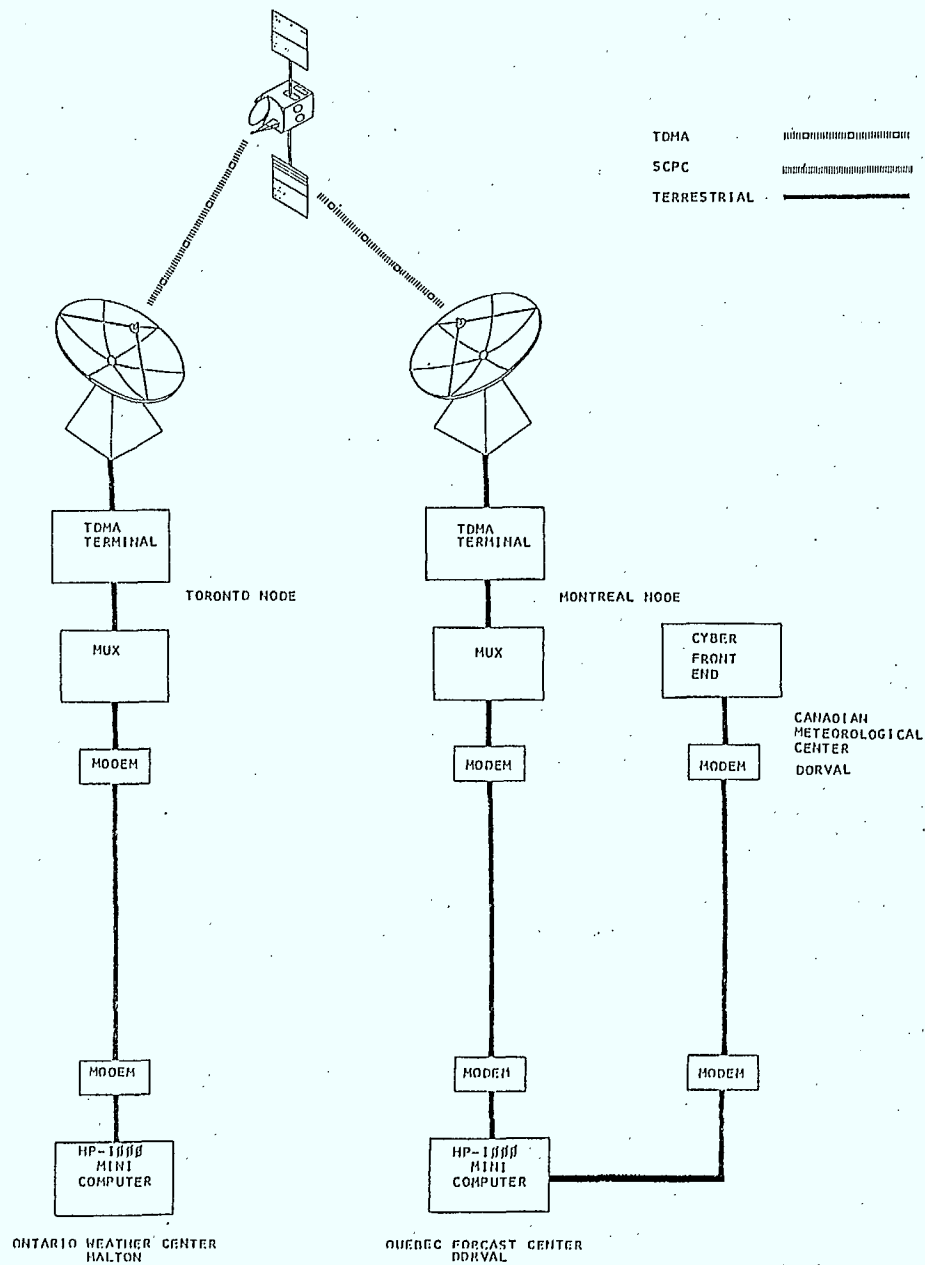 TDMA
SCPC
TERRESTRIAL
TDMA
TERMINAL
TORONTO NODE
MUX
MODEM
MODEM
HP-1000
MINI
COMPUTER
ONTARIO WEATHER CENTER
MALTON
TDMA
TERMINAL
MONTREAL NODE
MUX
MODEM
MODEM
HP-1000
MINI
COMPUTER
QUEBEC FORCAST CENTER
DORVAL
CYBER
FRONT
END
CANADIAN
METEOROLOGICAL
CENTER
DORVAL
MODEM
MODEM